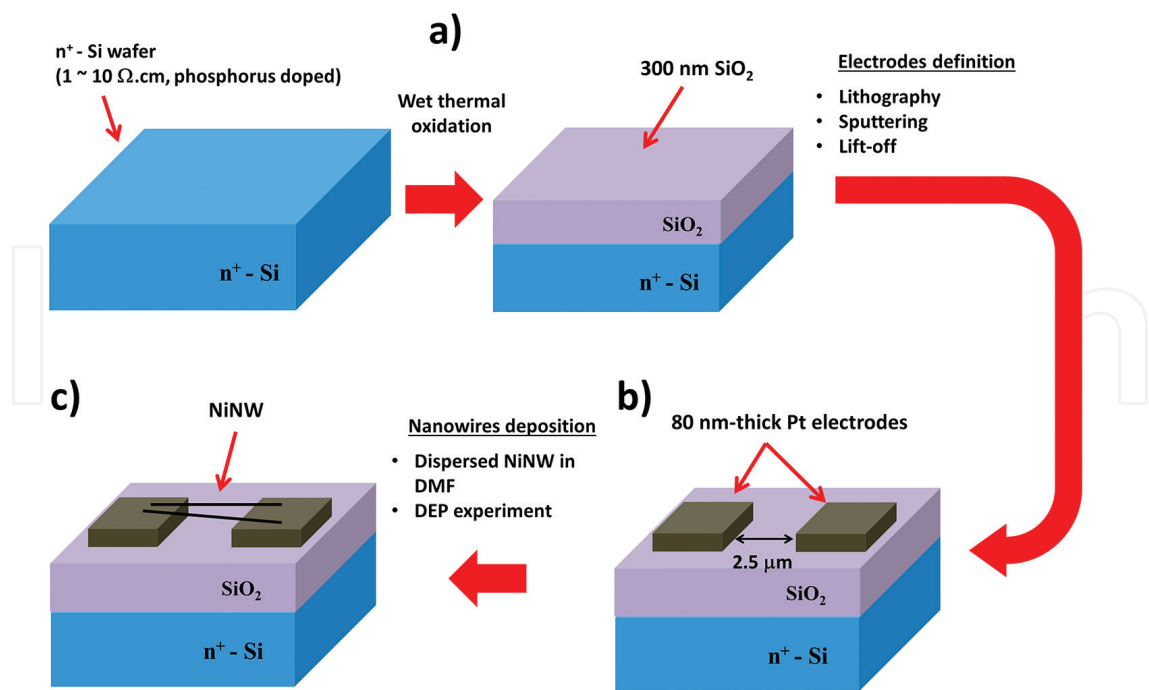 a)
n⁺ - Si wafer
(1 ~ 10 Ω.cm, phosphorus doped)
Wet thermal
oxidation
300 nm SiO₂
Electrodes definition
• Lithography
• Sputtering
• Lift-off
n⁺ - Si
SiO₂
n⁺ - Si
b)
80 nm-thick Pt electrodes
2.5 μm
SiO₂
n⁺ - Si
Nanowires deposition
• Dispersed NiNW in
DMF
• DEP experiment
c)
NiNW
SiO₂
n⁺ - Si